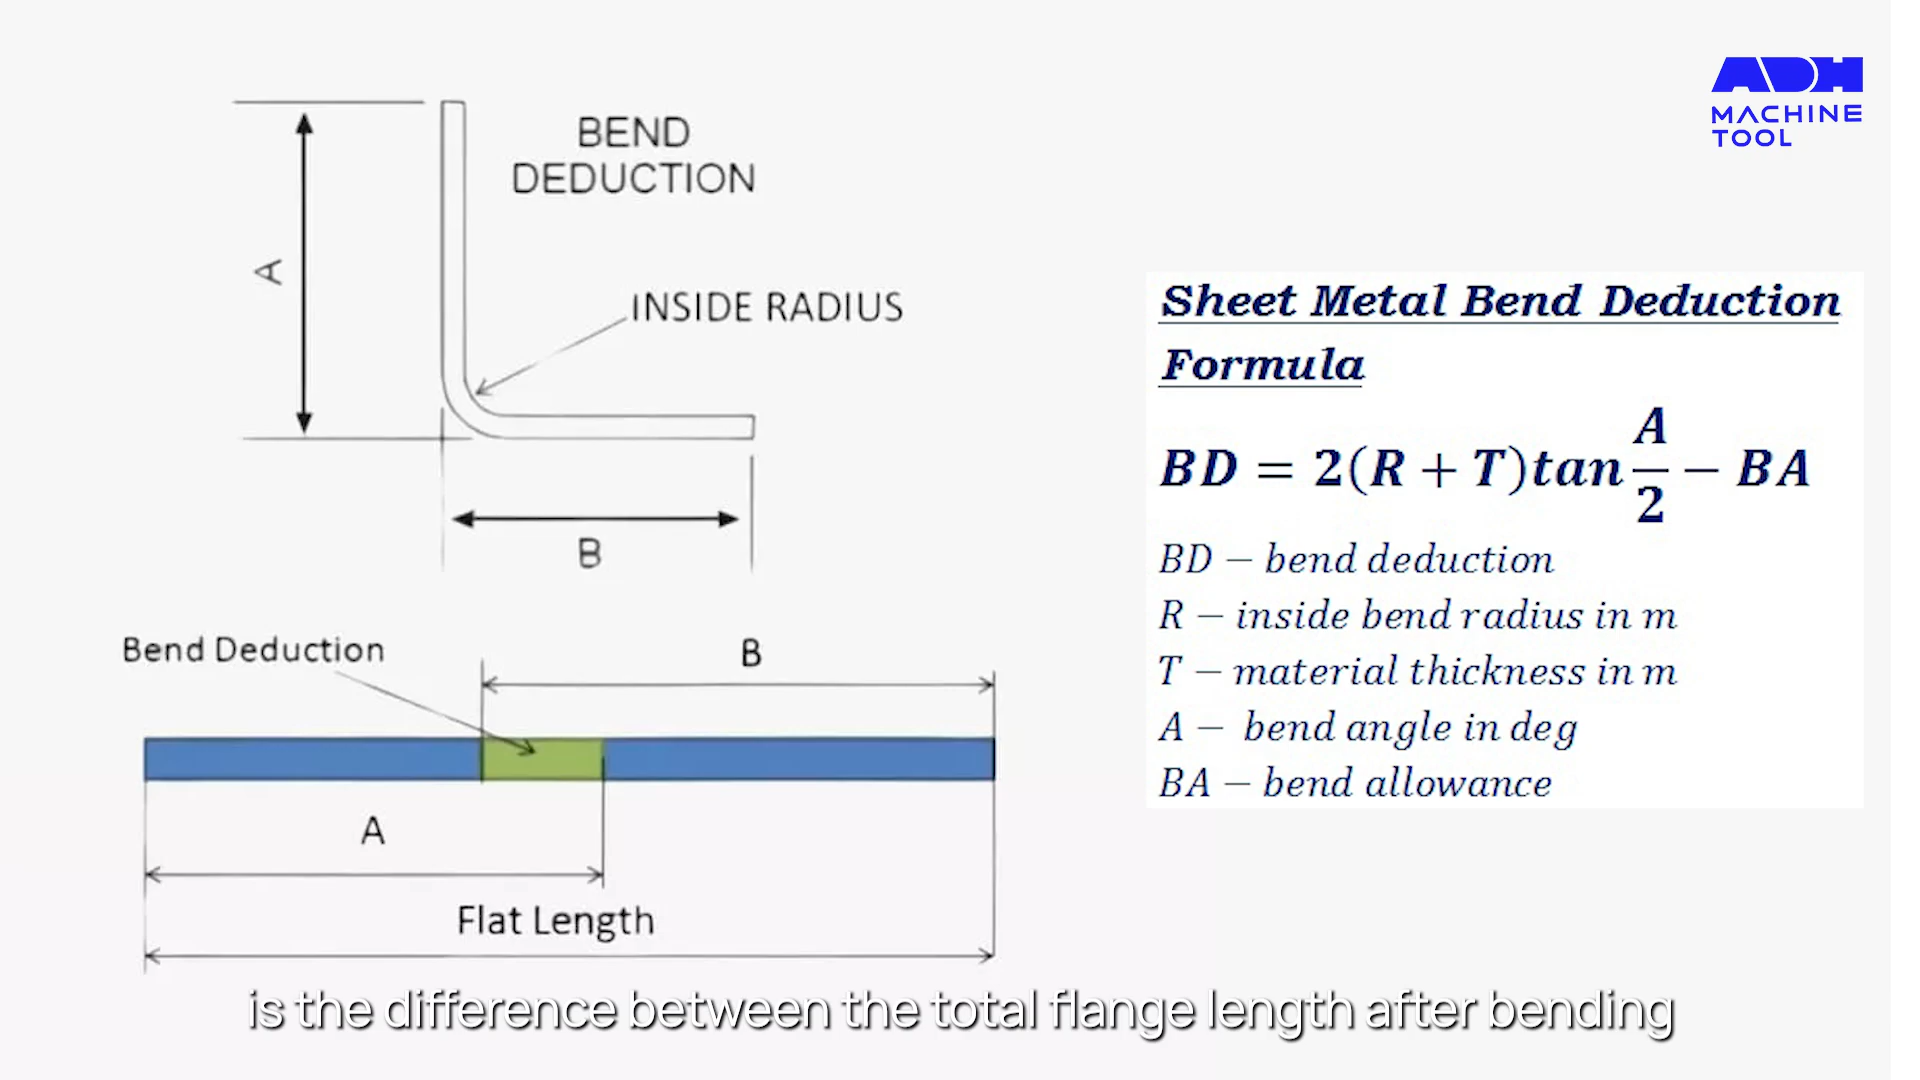 ADH
MACHINE
TOOL
BEND
DEDUCTION
A
INSIDE RADIUS
B
Sheet Metal Bend Deduction
Formula
BD = 2(R + T)tan A/2 − BA
BD − bend deduction
R − inside bend radius in m
T − material thickness in m
A − bend angle in deg
BA − bend allowance
Bend Deduction
B
A
Flat Length
is the difference between the total flange length after bending